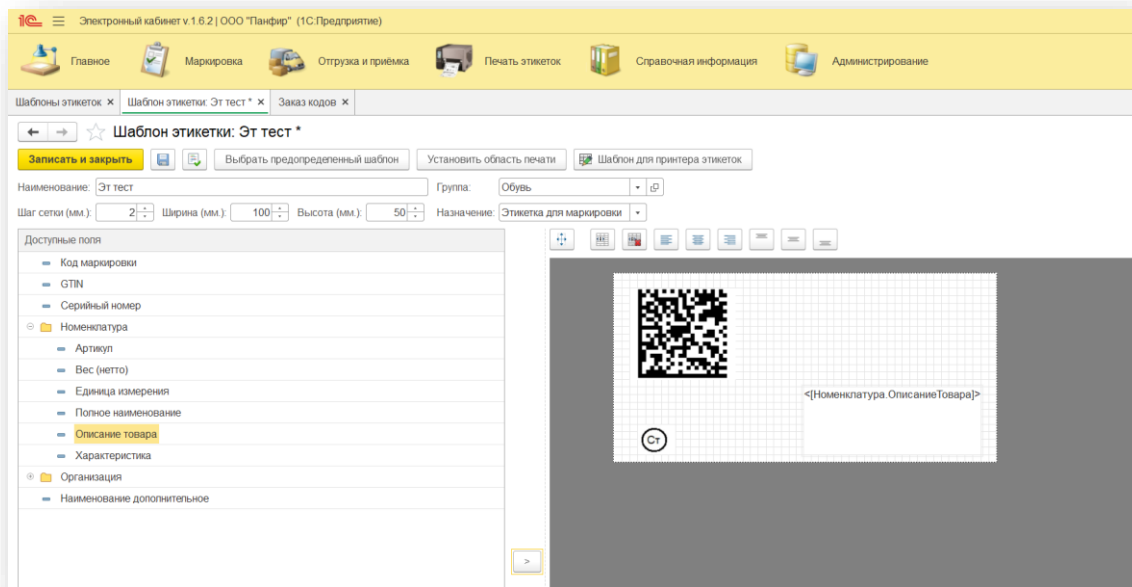 1С Электронный кабинет v.1.6.2 | ООО "Панфир" (1С:Предприятие)
Главное Маркировка Отгрузка и приёмка Печать этикеток Справочная информация Администрирование
Шаблоны этикеток × Шаблон этикетки: Эт тест * × Заказ кодов ×
Шаблон этикетки: Эт тест *
Записать и закрыть Выбрать предопределенный шаблон Установить область печати Шаблон для принтера этикеток
Наименование: Эт тест Группа: Обувь
Шаг сетки (мм.): 2 Ширина (мм.): 100 Высота (мм.): 50 Назначение: Этикетка для маркировки
Доступные поля
Код маркировки
GTIN
Серийный номер
Номенклатура
Артикул
Вес (нетто)
Единица измерения
Полное наименование
<[Номенклатура.ОписаниеТовара]>
Описание товара
Ст
Характеристика
Организация
Наименование дополнительное
>